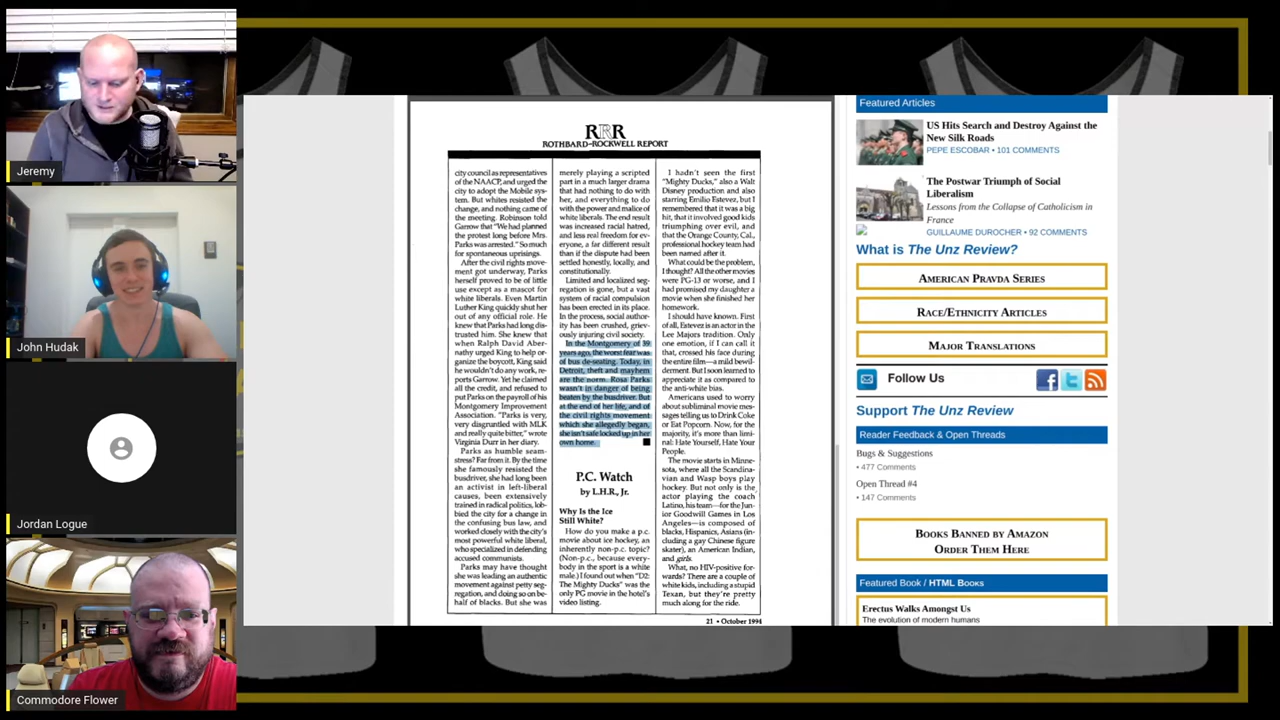 Jeremy
John Hudak
Jordan Logue
Commodore Flower
RRR
ROTHBARD–ROCKWELL REPORT
city council as representatives
of the NAACP, and urged the
city to adopt the Mobile sys-
tem. But whites resisted the
change, and nothing came of
the meeting. Robinson told
Garrow that "We had planned
the protest long before Mrs.
Parks was arrested." So much
for spontaneous uprisings.
After the civil rights move-
ment got underway, Parks
herself proved to be of little
use except as a mascot for
white liberals. Even Martin
Luther King quickly shut her
out of any official role. He
knew that Parks had long dis-
trusted him. She knew that
when Ralph David Aber-
nathy urged King to help or-
ganize the boycott, King said
he wouldn't do any work, re-
ports Garrow. Yet he claimed
all the credit, and refused to
put Parks on the payroll of his
Montgomery Improvement
Association. "Parks is very,
very disgruntled with MLK
and really quite bitter," wrote
Virginia Durr in her diary.
Parks as humble seam-
stress? Far from it. By the time
she famously resisted the
busdriver, she had long been
an activist in left-liberal
causes, been extensively
trained in radical politics, lob-
bied the city for a change in
the confusing bus law, and
worked closely with the city's
most powerful white liberal,
who specialized in defending
accused communists.
Parks may have thought
she was leading an authentic
movement against petty seg-
regation, and doing so on be-
half of blacks. But she was
merely playing a scripted
part in a much larger drama
that had nothing to do with
her, and everything to do
with the power and malice of
white liberals. The end result
was increased racial hatred,
and less real freedom for ev-
eryone, a far different result
than if the dispute had been
settled honestly, locally, and
constitutionally.
Limited and localized seg-
regation is gone, but a vast
system of racial compulsion
has been erected in its place.
In the process, social author-
ity has been crushed, griev-
ously injuring civil society.
In the Montgomery of 39
years ago, the worst fear was
of bus de-seating. Today, in
Detroit, theft and mayhem
are the norm. Rosa Parks
wasn't in danger of being
beaten by the busdriver. But
at the end of her life, and of
the civil rights movement
which she allegedly began,
she isn't safe locked up in her
own home.
P.C. Watch
by L.H.R., Jr.
Why Is the Ice
Still White?
How do you make a p.c.
movie about ice hockey, an
inherently non-p.c. topic?
(Non-p.c., because every-
body in the sport is a white
male.) I found out when "D2:
The Mighty Ducks" was the
only PG movie in the hotel's
video listing.
I hadn't seen the first
"Mighty Ducks," also a Walt
Disney production and also
starring Emilio Estevez, but I
remembered that it was a big
hit, that it involved good kids
triumphing over evil, and
that the Orange County, Cal.,
professional hockey team had
been named after it.
What could be the problem,
I thought? All the other movies
were PG-13 or worse, and I
had promised my daughter a
movie when she finished her
homework.
I should have known. First
of all, Estevez is an actor in the
Lee Majors tradition. Only
one emotion, if I can call it
that, crossed his face during
the entire film—a mild bewil-
derment. But I soon learned to
appreciate it as compared to
the anti-white bias.
Americans used to worry
about subliminal movie mes-
sages telling us to Drink Coke
or Eat Popcorn. Now, for the
majority, it's more than limi-
nal: Hate Yourself, Hate Your
People.
The movie starts in Minne-
sota, where all the Scandina-
vian and Wasp boys play
hockey. But not only is the
actor playing the coach
Latino, his team—for the Jun-
ior Goodwill Games in Los
Angeles—is composed of
blacks, Hispanics, Asians (in-
cluding a gay Chinese figure
skater), an American Indian,
and girls.
What, no HIV-positive for-
wards? There are a couple of
white kids, including a stupid
Texan, but they're pretty
much along for the ride.
21 • October 1994
Featured Articles
US Hits Search and Destroy Against the
New Silk Roads
PEPE ESCOBAR • 101 COMMENTS
The Postwar Triumph of Social
Liberalism
Lessons from the Collapse of Catholicism in
France
GUILLAUME DUROCHER • 92 COMMENTS
What is The Unz Review?
AMERICAN PRAVDA SERIES
RACE/ETHNICITY ARTICLES
MAJOR TRANSLATIONS
Follow Us
Support The Unz Review
Reader Feedback & Open Threads
Bugs & Suggestions
• 477 Comments
Open Thread #4
• 147 Comments
BOOKS BANNED BY AMAZON
ORDER THEM HERE
Featured Book / HTML BOOKS
Erectus Walks Amongst Us
The evolution of modern humans